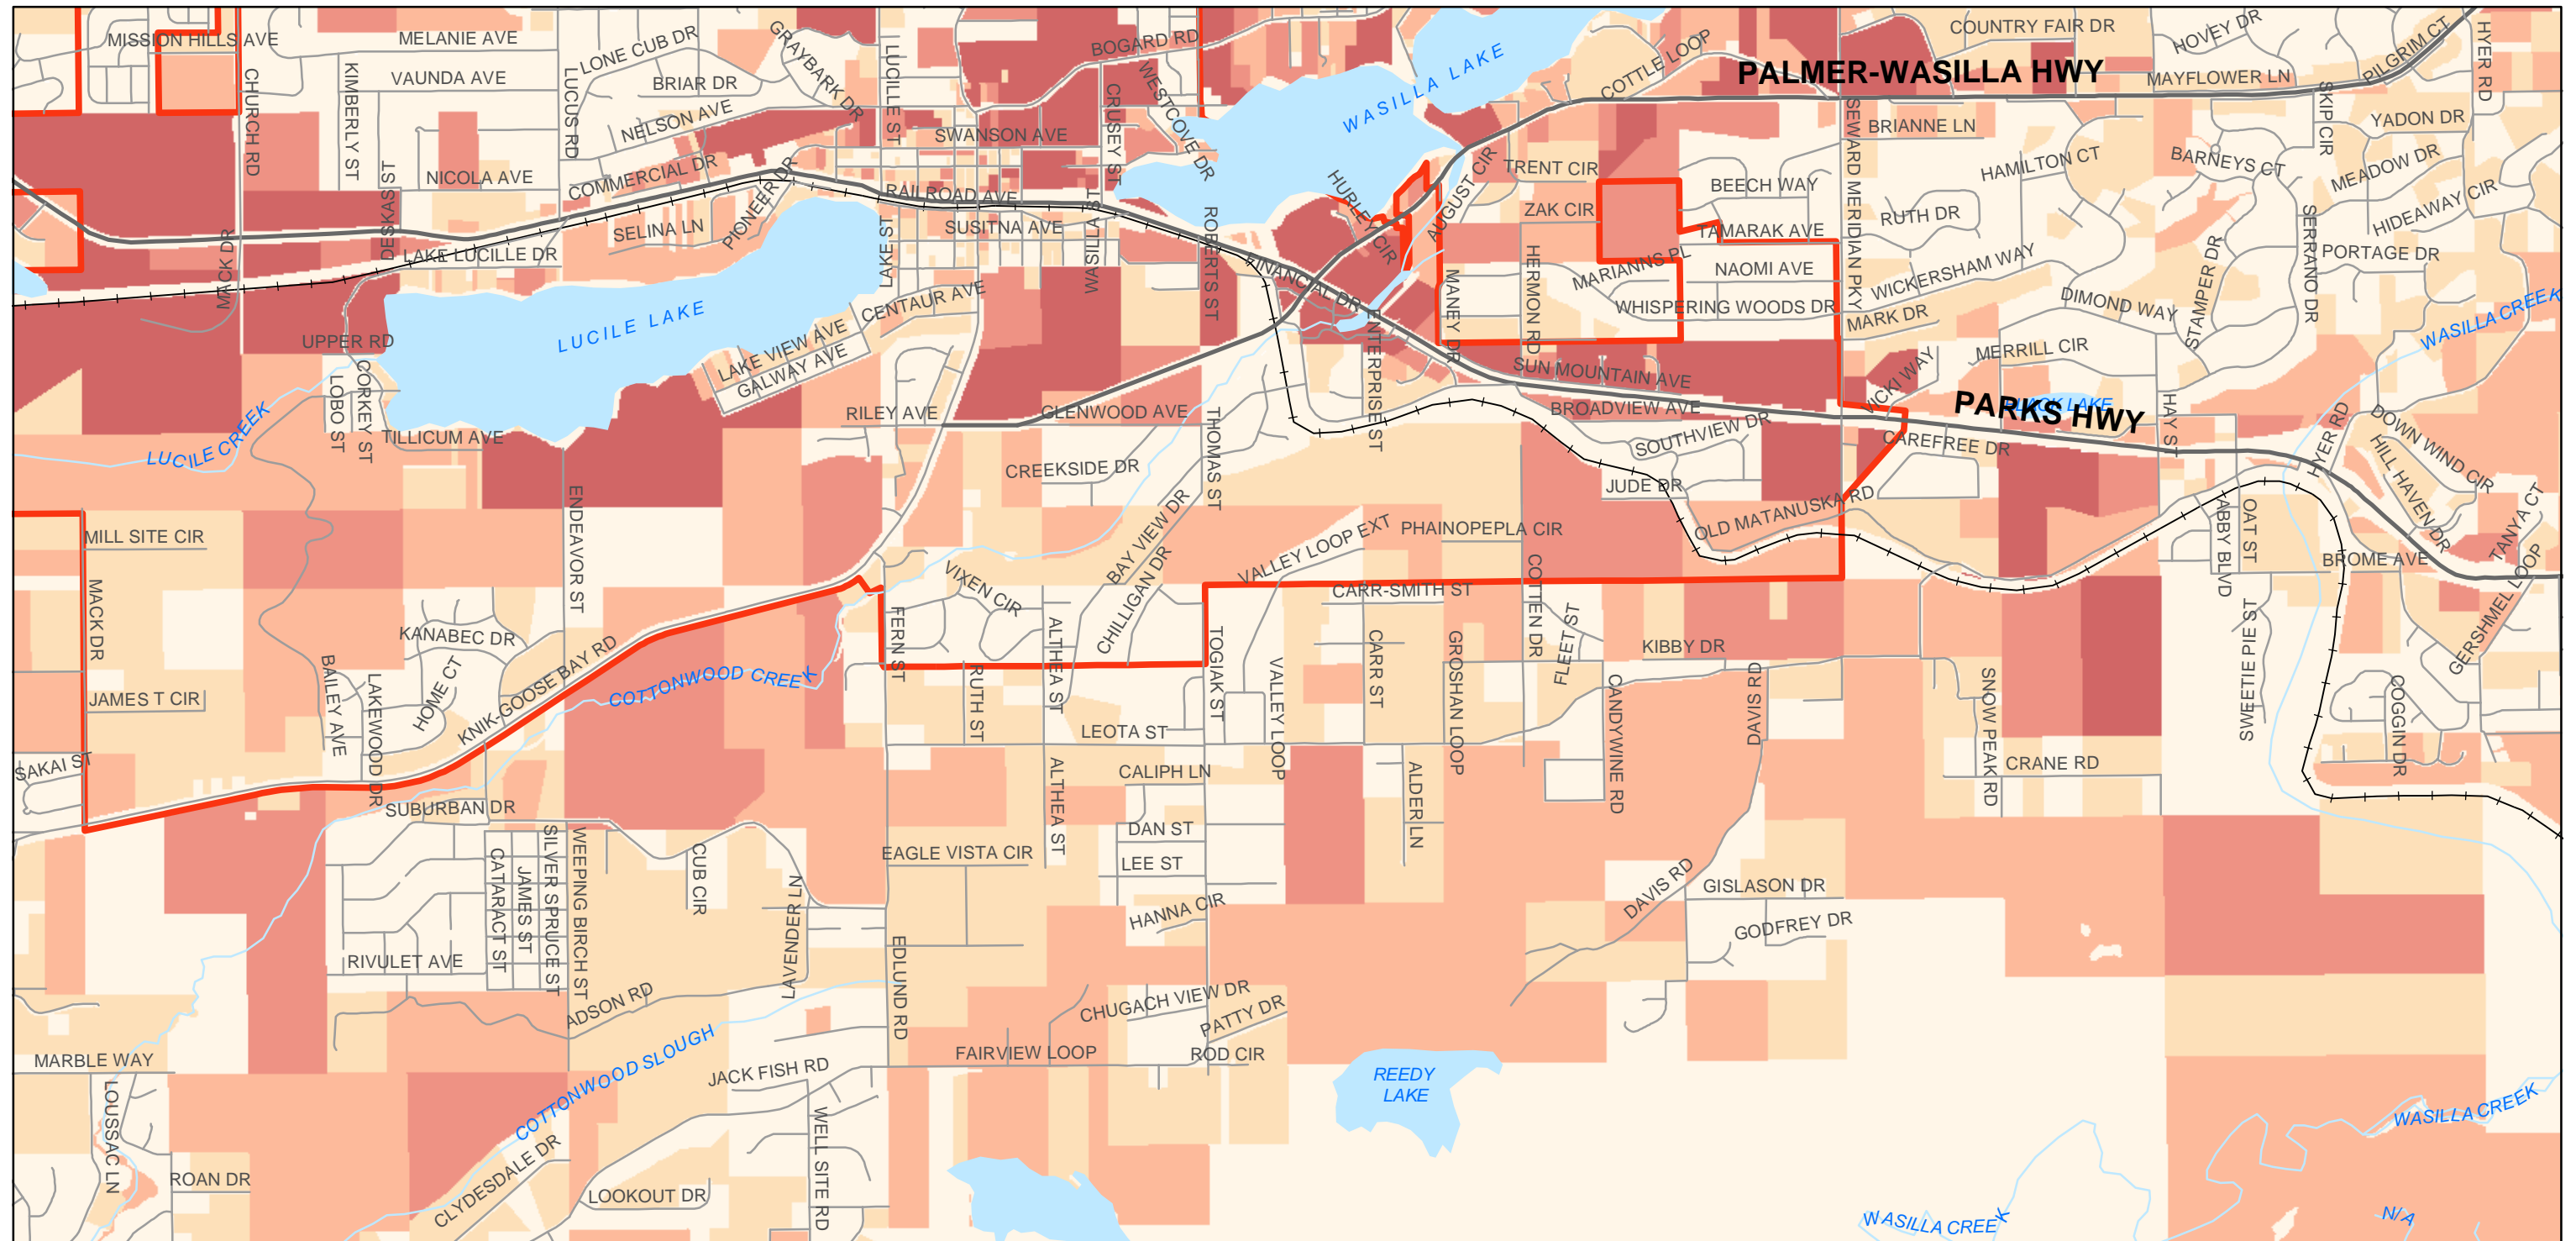 MISSION HILLS AVE
MELANIE AVE
LONE CUB DR
GRAYBARK DR
LUCILLE ST
BOGARD RD
WASILLA LAKE
COTTLE LOOP
PALMER-WASILLA HWY
COUNTRY FAIR DR
HOVEY DR
PILGRIM CT
HYER RD
CHURCH RD
KIMBERLY ST
VAUNDA AVE
LUCUS RD
BRIAR DR
NELSON AVE
SWANSON AVE
CRUSEY ST
WESTCOVE DR
MAYFLOWER LN
SKIP CIR
YADON DR
SEWARD MERIDIAN PKY
BRIANNE LN
HAMILTON CT
BARNEYS CT
MEADOW DR
HIDEAWAY CIR
DESKAS ST
NICOLA AVE
COMMERCIAL DR
PIONEER DR
RAILROAD AVE
HURLEY CIR
AUGUST CIR
TRENT CIR
BEECH WAY
ZAK CIR
RUTH DR
TAMARAK AVE
SERRANO DR
PORTAGE DR
MACK DR
LAKE LUCILLE DR
SELINA LN
LAKE ST
SUSITNA AVE
WASILLA ST
ROBERTS ST
FINANCIAL DR
MANEY DR
HERMON RD
MARIANNS PL
NAOMI AVE
WHISPERING WOODS DR
WICKERSHAM WAY
MARK DR
DIMOND WAY
STAMPER DR
WASILLA CREEK
UPPER RD
LUCILE LAKE
LAKE VIEW AVE
GALWAY AVE
CENTAUR AVE
ENTERPRISE ST
SUN MOUNTAIN AVE
MERRILL CIR
VICKI WAY
LOBO ST
CORKEY ST
LUCILE CREEK
TILLICUM AVE
RILEY AVE
GLENWOOD AVE
THOMAS ST
BROADVIEW AVE
SOUTHVIEW DR
PARKS HWY
CAREFREE DR
HAY ST
HYER RD
DOWN WIND CIR
HILL HAVEN DR
TANYA CT
CREEKSIDE DR
JUDE DR
OLD MATANUSKA RD
ABBY BLVD
OAT ST
BROME AVE
GERSHMEL LOOP
MILL SITE CIR
ENDEAVOR ST
BAY VIEW DR
CHILLIGAN DR
VALLEY LOOP EXT
PHAINOPEPLA CIR
MACK DR
VIXEN CIR
CARR-SMITH ST
COTTEN DR
FLEET ST
KIBBY DR
SWEETIE PIE ST
KANABEC DR
HOME CT
KNIK-GOOSE BAY RD
COTTONWOOD CREEK
FERN ST
RUTH ST
ALTHEA ST
TOGIAK ST
VALLEY LOOP
CARR ST
GROSHAN LOOP
CANDYWINE RD
DAVIS RD
SNOW PEAK RD
CRANE RD
COGGIN DR
JAMES T CIR
BAILEY AVE
LAKEWOOD DR
LEOTA ST
SAKAI ST
SUBURBAN DR
CALIPH LN
ALTHEA ST
ALDER LN
CATARACT ST
JAMES ST
SILVER SPRUCE ST
WEEPING BIRCH ST
CUB CIR
LAVENDER LN
EAGLE VISTA CIR
DAN ST
LEE ST
HANNA CIR
DAVIS RD
GISLASON DR
GODFREY DR
RIVULET AVE
ADSON RD
EDLUND RD
CHUGACH VIEW DR
PATTY DR
MARBLE WAY
COTTONWOOD SLOUGH
FAIRVIEW LOOP
ROD CIR
JACK FISH RD
REEDY
LAKE
LOUSSAC LN
ROAN DR
CLYDESDALE DR
LOOKOUT DR
WELL SITE RD
WASILLA CREEK
WASILLA CREEK
N/A